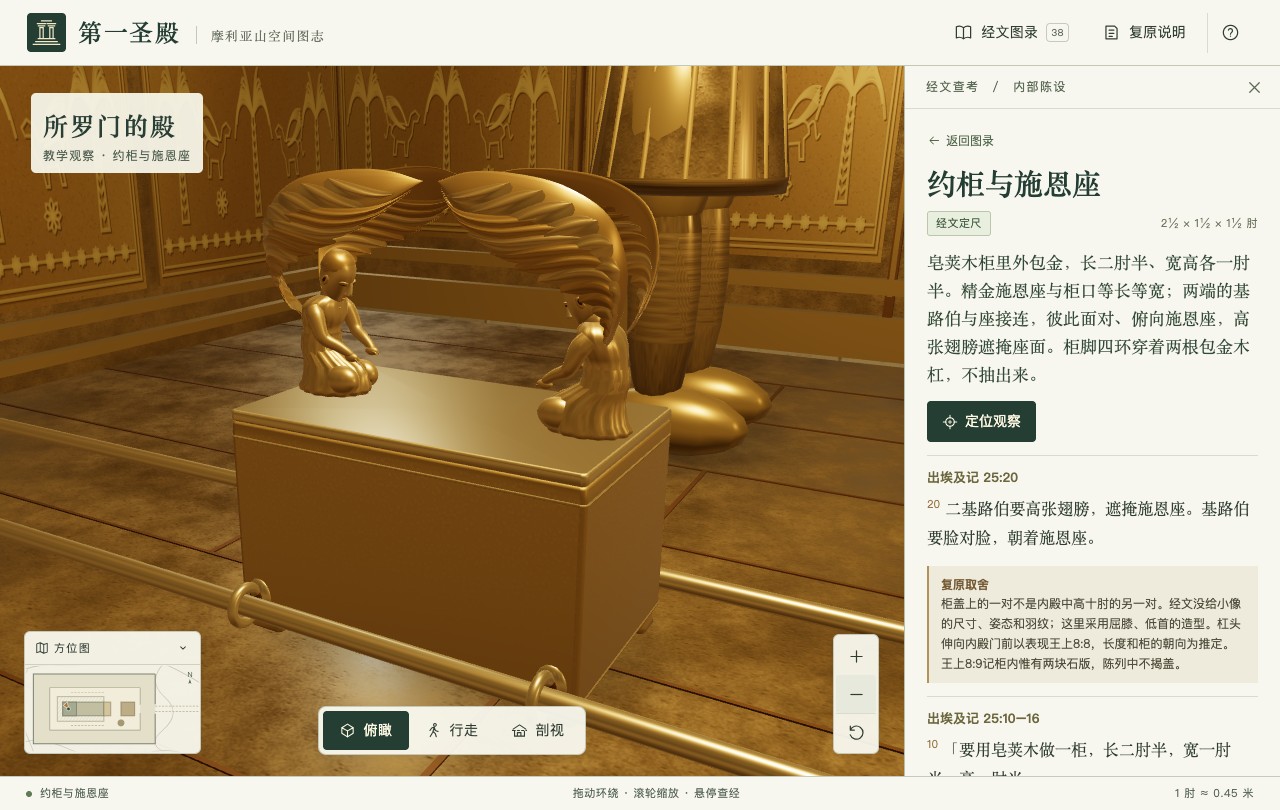 第一圣殿
摩利亚山空间图志
经文图录 38
复原说明
所罗门的殿
教学观察 · 约柜与施恩座
方位图
N
俯瞰
行走
剖视
经文查考 / 内部陈设
← 返回图录
约柜与施恩座
经文定尺
2½ × 1½ × 1½ 肘
皂荚木柜里外包金，长二肘半、宽高各一肘
半。精金施恩座与柜口等长等宽；两端的基
路伯与座接连，彼此面对、俯向施恩座，高
张翅膀遮掩座面。柜脚四环穿着两根包金木
杠，不抽出来。
定位观察
出埃及记 25:20
20 二基路伯要高张翅膀，遮掩施恩座。基路伯
要脸对脸，朝着施恩座。
复原取舍
柜盖上的一对不是内殿中高十肘的另一对。经文没给小像
的尺寸、姿态和羽纹；这里采用屈膝、低首的造型。杠头
伸向内殿门前以表现王上8:8，长度和柜的朝向为推定。
王上8:9记柜内惟有两块石版，陈列中不揭盖。
出埃及记 25:10—16
10 「要用皂荚木做一柜，长二肘半，宽一肘
半，高一肘半。
约柜与施恩座
拖动环绕 · 滚轮缩放 · 悬停查经
1 肘 ≈ 0.45 米